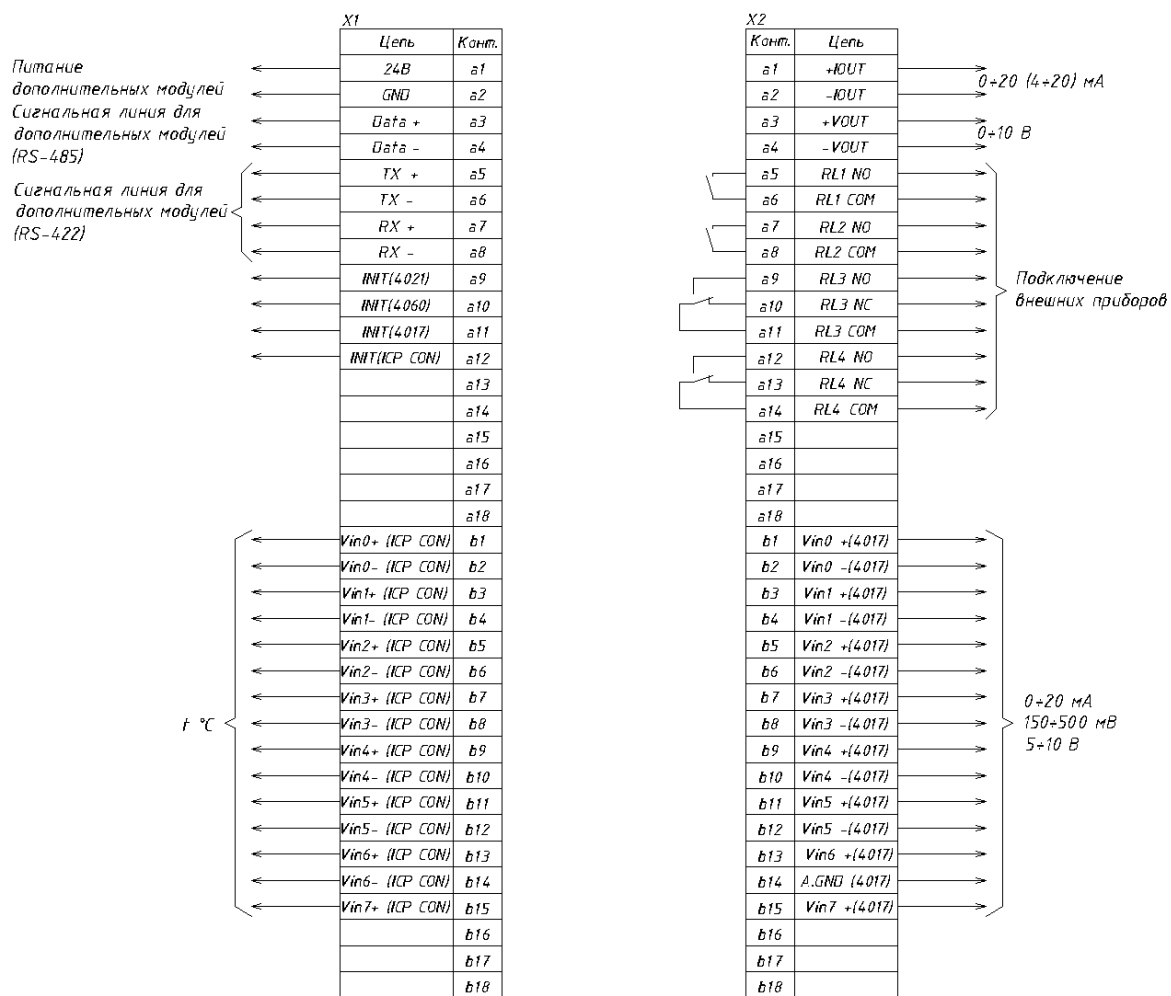 X1
Цепь Конт.
Питание
дополнительных модулей
Сигнальная линия для
дополнительных модулей
(RS-485)
Сигнальная линия для
дополнительных модулей
(RS-422)
24В a1
GND a2
Data + a3
Data - a4
TX + a5
TX - a6
RX + a7
RX - a8
INIT(4021) a9
INIT(4060) a10
INIT(4017) a11
INIT(ICP CON) a12
a13
a14
a15
a16
a17
a18
t °C
Vin0+ (ICP CON) b1
Vin0- (ICP CON) b2
Vin1+ (ICP CON) b3
Vin1- (ICP CON) b4
Vin2+ (ICP CON) b5
Vin2- (ICP CON) b6
Vin3+ (ICP CON) b7
Vin3- (ICP CON) b8
Vin4+ (ICP CON) b9
Vin4- (ICP CON) b10
Vin5+ (ICP CON) b11
Vin5- (ICP CON) b12
Vin6+ (ICP CON) b13
Vin6- (ICP CON) b14
Vin7+ (ICP CON) b15
b16
b17
b18
X2
Конт. Цепь
a1 +IOUT
a2 -IOUT
a3 +VOUT
a4 -VOUT
a5 RL1 NO
a6 RL1 COM
a7 RL2 NO
a8 RL2 COM
a9 RL3 NO
a10 RL3 NC
a11 RL3 COM
a12 RL4 NO
a13 RL4 NC
a14 RL4 COM
a15
a16
a17
a18
0÷20 (4÷20) мА
0÷10 В
Подключение
внешних приборов
b1 Vin0 +(4017)
b2 Vin0 -(4017)
b3 Vin1 +(4017)
b4 Vin1 -(4017)
b5 Vin2 +(4017)
b6 Vin2 -(4017)
b7 Vin3 +(4017)
b8 Vin3 -(4017)
b9 Vin4 +(4017)
b10 Vin4 -(4017)
b11 Vin5 +(4017)
b12 Vin5 -(4017)
b13 Vin6 +(4017)
b14 A.GND (4017)
b15 Vin7 +(4017)
b16
b17
b18
0÷20 мА
150÷500 мВ
5÷10 В